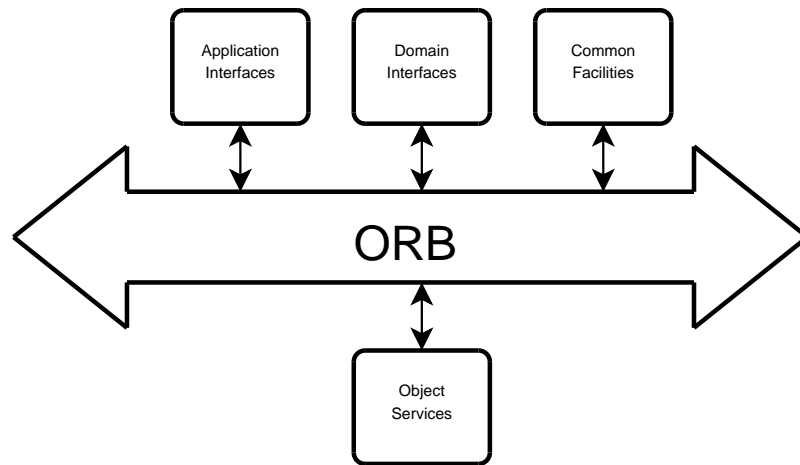 Application
Interfaces
Domain
Interfaces
Common
Facilities
ORB
Object
Services